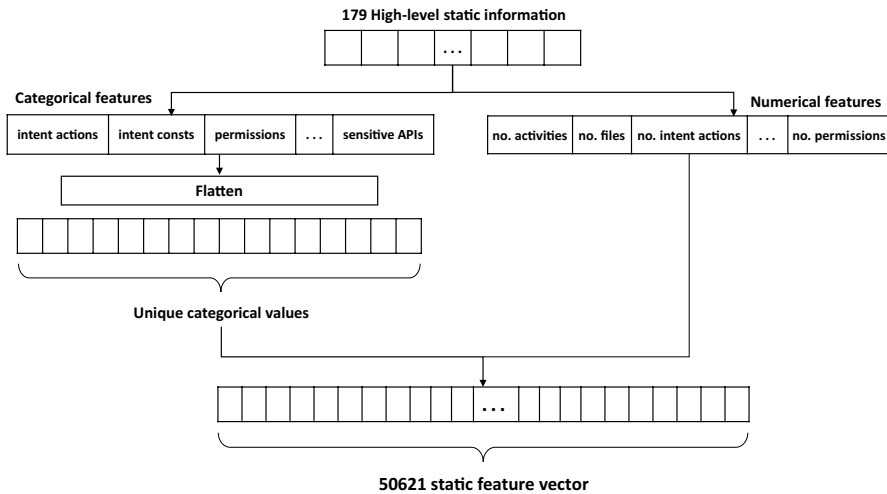 179 High-level static information
...
Categorical features
Numerical features
intent actions intent consts permissions ... sensitive APIs
no. activities no. files no. intent actions ... no. permissions
Flatten
Unique categorical values
...
50621 static feature vector